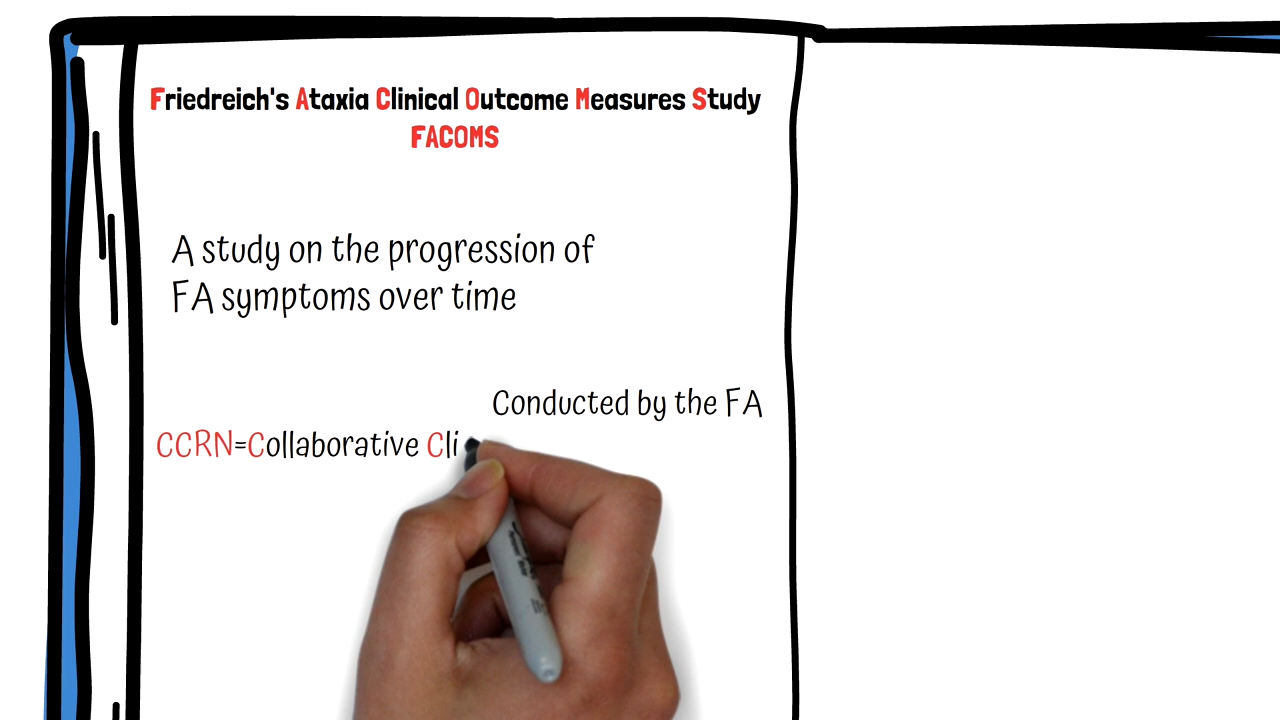 Friedreich's Ataxia Clinical Outcome Measures Study
FACOMS
A study on the progression of
FA symptoms over time
Conducted by the FA
CCRN=Collaborative Cli